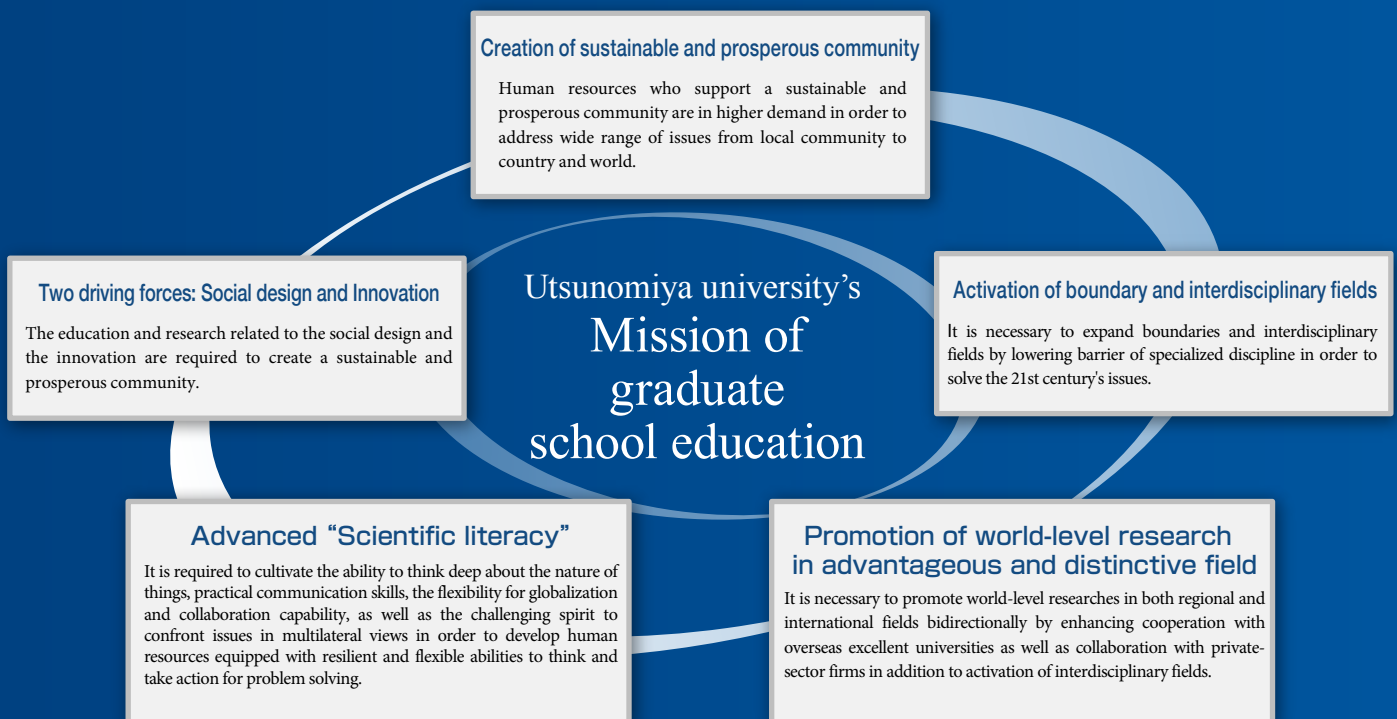 Creation of sustainable and prosperous community
Human resources who support a sustainable and
prosperous community are in higher demand in order to
address wide range of issues from local community to
country and world.
Two driving forces: Social design and Innovation
The education and research related to the social design and
the innovation are required to create a sustainable and
prosperous community.
Utsunomiya university’s
Mission of
graduate
school education
Activation of boundary and interdisciplinary fields
It is necessary to expand boundaries and interdisciplinary
fields by lowering barrier of specialized discipline in order to
solve the 21st century's issues.
Advanced “Scientific literacy”
It is required to cultivate the ability to think deep about the nature of
things, practical communication skills, the flexibility for globalization
and collaboration capability, as well as the challenging spirit to
confront issues in multilateral views in order to develop human
resources equipped with resilient and flexible abilities to think and
take action for problem solving.
Promotion of world-level research
in advantageous and distinctive field
It is necessary to promote world-level researches in both regional and
international fields bidirectionally by enhancing cooperation with
overseas excellent universities as well as collaboration with private-
sector firms in addition to activation of interdisciplinary fields.